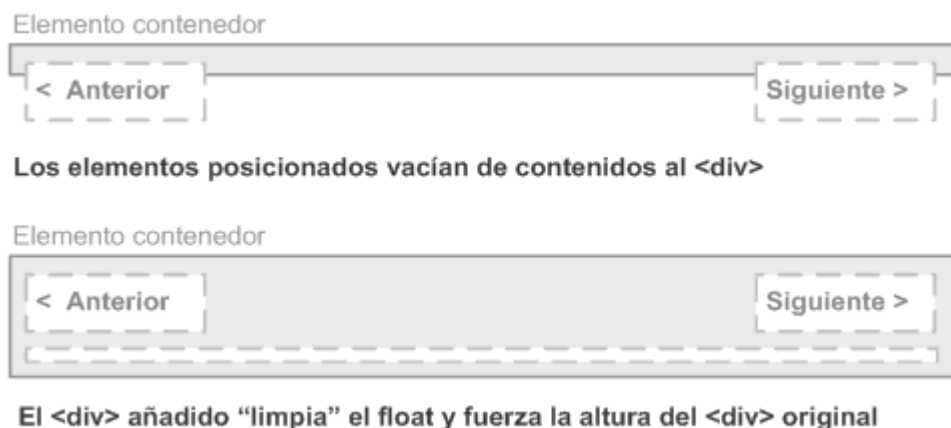 Elemento contenedor
< Anterior Siguiente >
Los elementos posicionados vacían de contenidos al <div>
Elemento contenedor
< Anterior Siguiente >
El <div> añadido “limpia” el float y fuerza la altura del <div> original